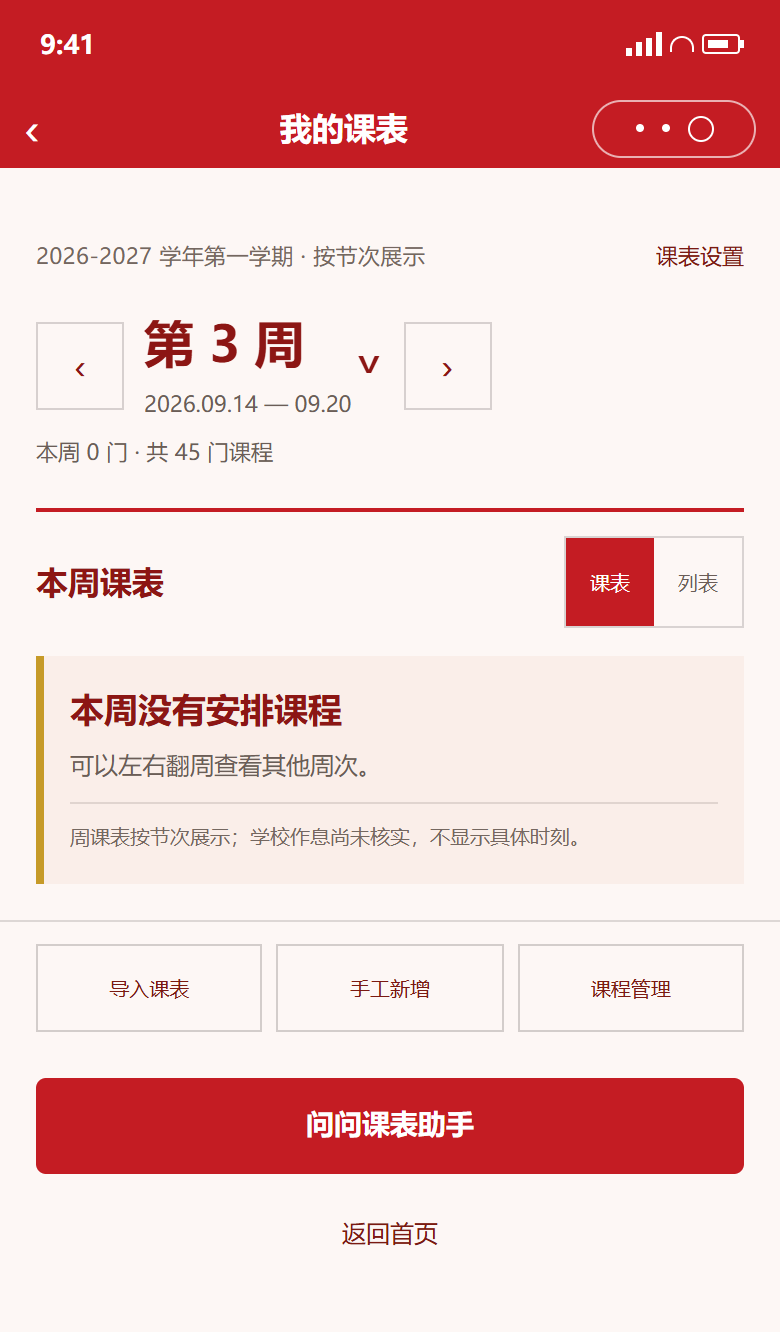 9:41
‹ 我的课表
2026-2027 学年第一学期 · 按节次展示 课表设置
‹ 第 3 周 ˅ ›
2026.09.14 — 09.20
本周 0 门 · 共 45 门课程
本周课表 课表 列表
本周没有安排课程
可以左右翻周查看其他周次。
周课表按节次展示；学校作息尚未核实，不显示具体时刻。
导入课表 手工新增 课程管理
问问课表助手
返回首页